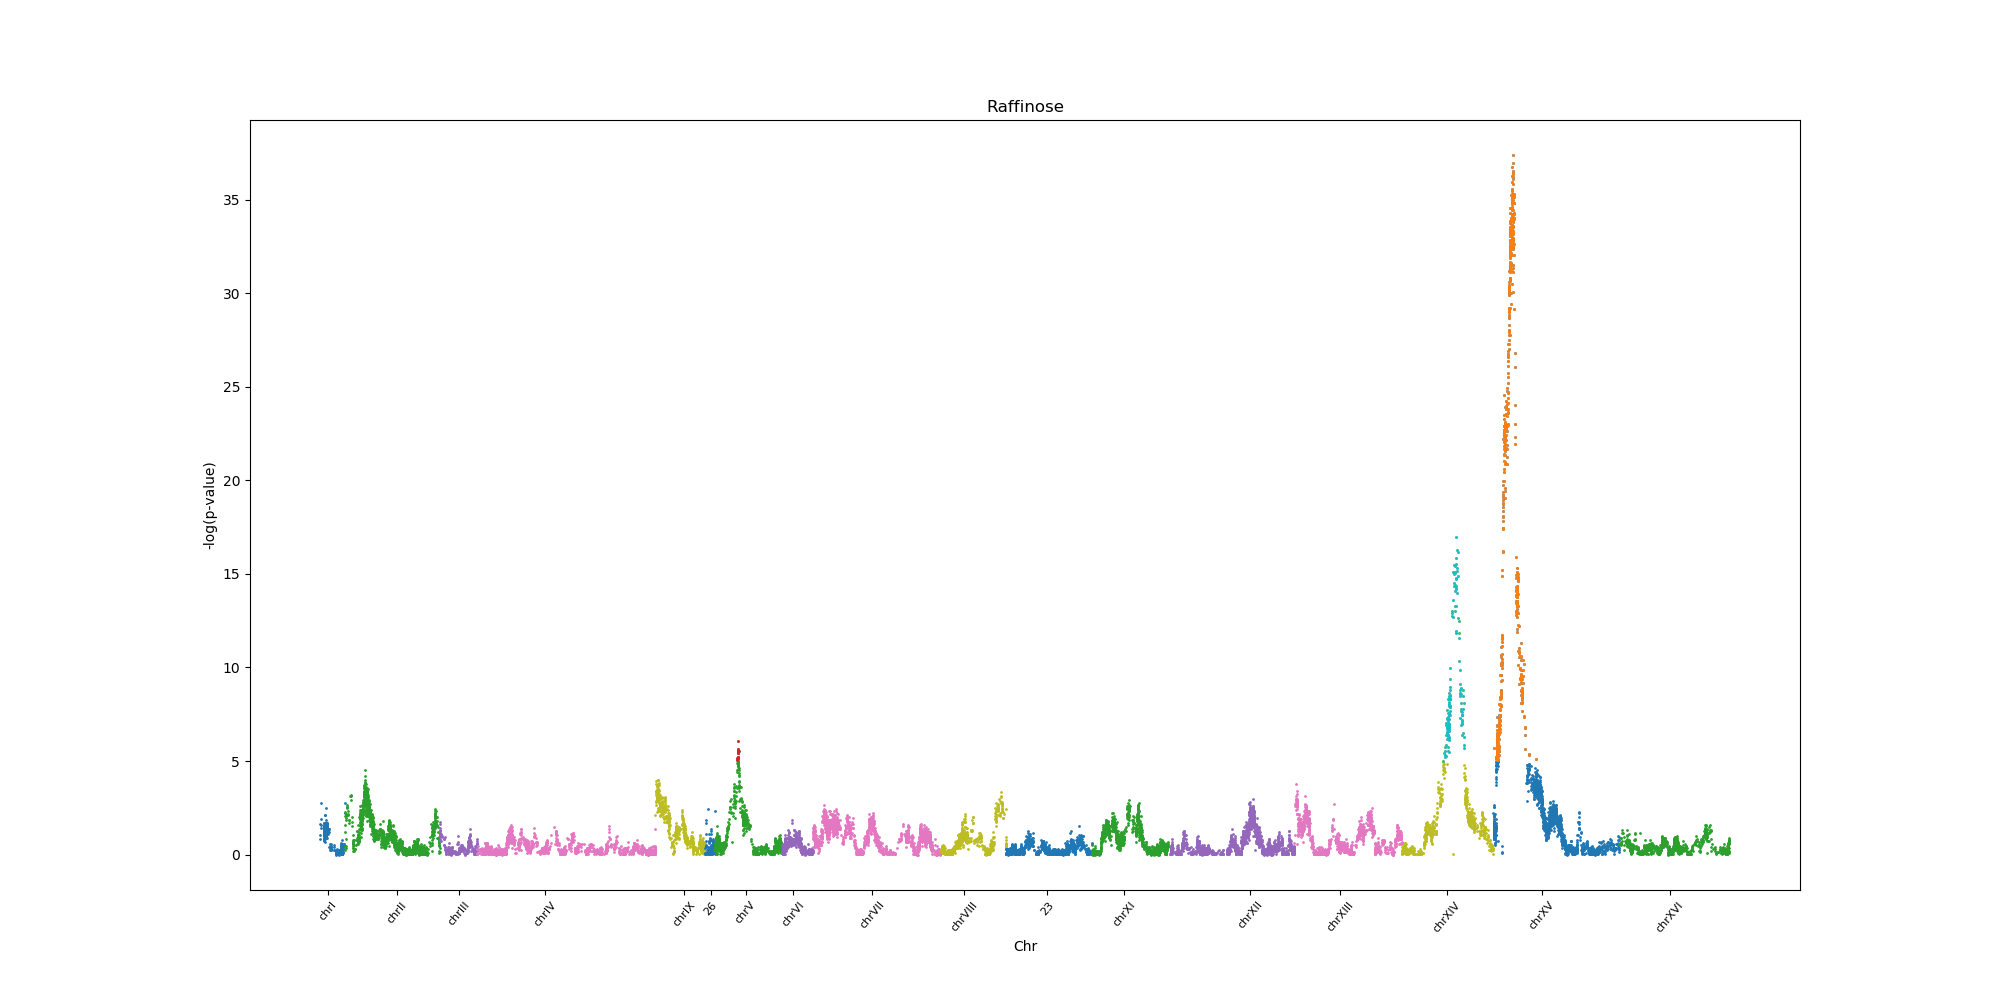 Raffinose
35
30
25
20
15
10
5
0
-log(p-value)
chrI
chrII
chrIII
chrIV
chrIX
26
chrV
chrVI
chrVII
chrVIII
23
chrXI
chrXII
chrXIII
chrXIV
chrXV
chrXVI
Chr